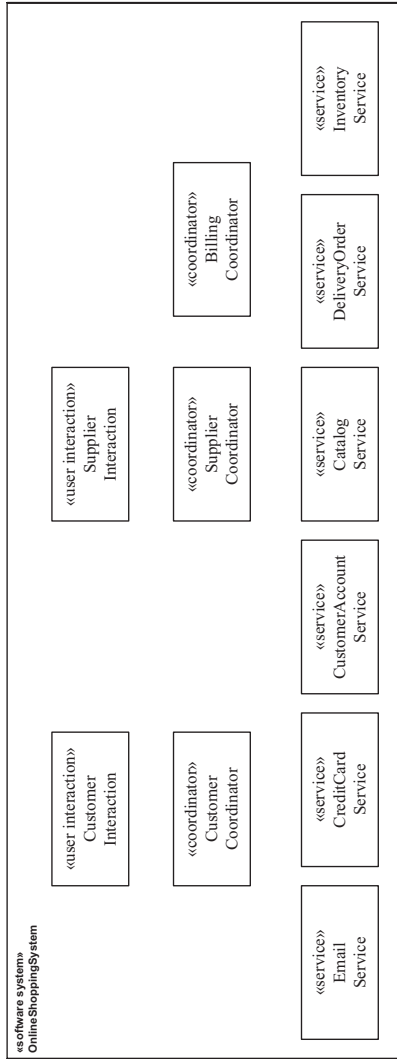 «software system»
OnlineShoppingSystem
«user interaction»
Customer
Interaction
«user interaction»
Supplier
Interaction
«coordinator»
Customer
Coordinator
«coordinator»
Supplier
Coordinator
«coordinator»
Billing
Coordinator
«service»
Email
Service
«service»
CreditCard
Service
«service»
CustomerAccount
Service
«service»
Catalog
Service
«service»
DeliveryOrder
Service
«service»
Inventory
Service